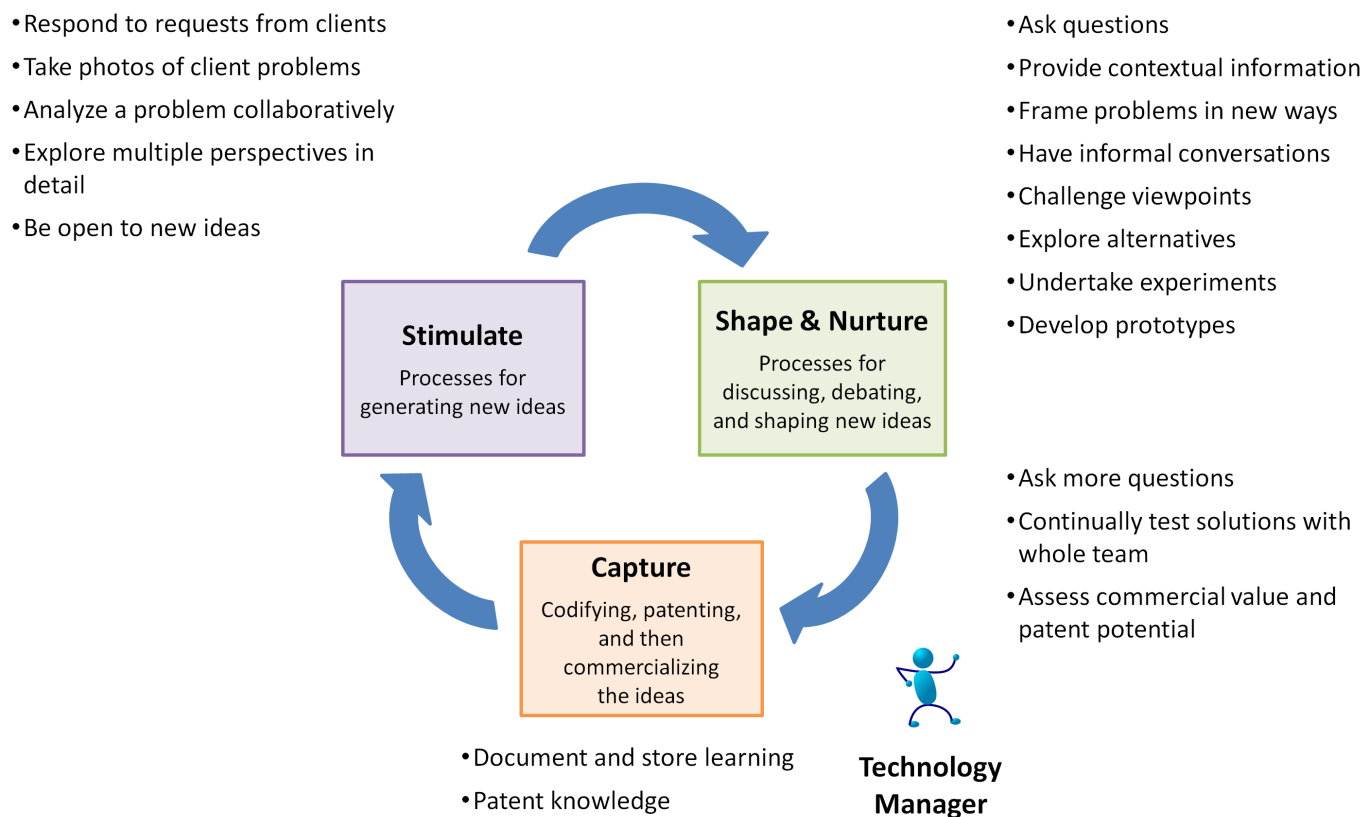 •Respond to requests from clients
•Take photos of client problems
•Analyze a problem collaboratively
•Explore multiple perspectives in
detail
•Be open to new ideas
•Ask questions
•Provide contextual information
•Frame problems in new ways
•Have informal conversations
•Challenge viewpoints
•Explore alternatives
•Undertake experiments
•Develop prototypes
Stimulate
Processes for
generating new ideas
Shape & Nurture
Processes for
discussing, debating,
and shaping new ideas
•Ask more questions
•Continually test solutions with
whole team
•Assess commercial value and
patent potential
Capture
Codifying, patenting,
and then
commercializing
the ideas
•Document and store learning
•Patent knowledge
Technology
Manager